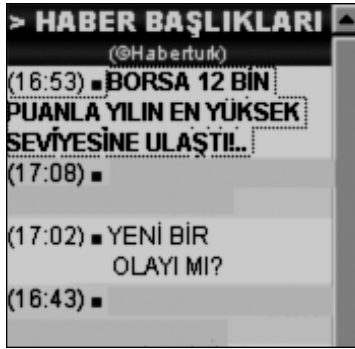 > HABER BAŞLIKLARI
(©Haberturk)
(16:53) ▪ BORSA 12 BİN
PUANLA YILIN EN YÜKSEK
SEVİYESİNE ULAŞTI!..
(17:08) ▪
(17:02) ▪ YENİ BİR
OLAYI MI?
(16:43) ▪